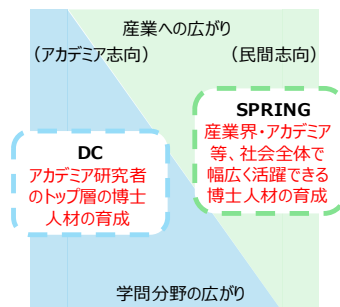 産業への広がり
（アカデミア志向）
（民間志向）
SPRING
産業界・アカデミア
等、社会全体で
幅広く活躍できる
博士人材の育成
DC
アカデミア研究者
のトップ層の博士
人材の育成
学問分野の広がり